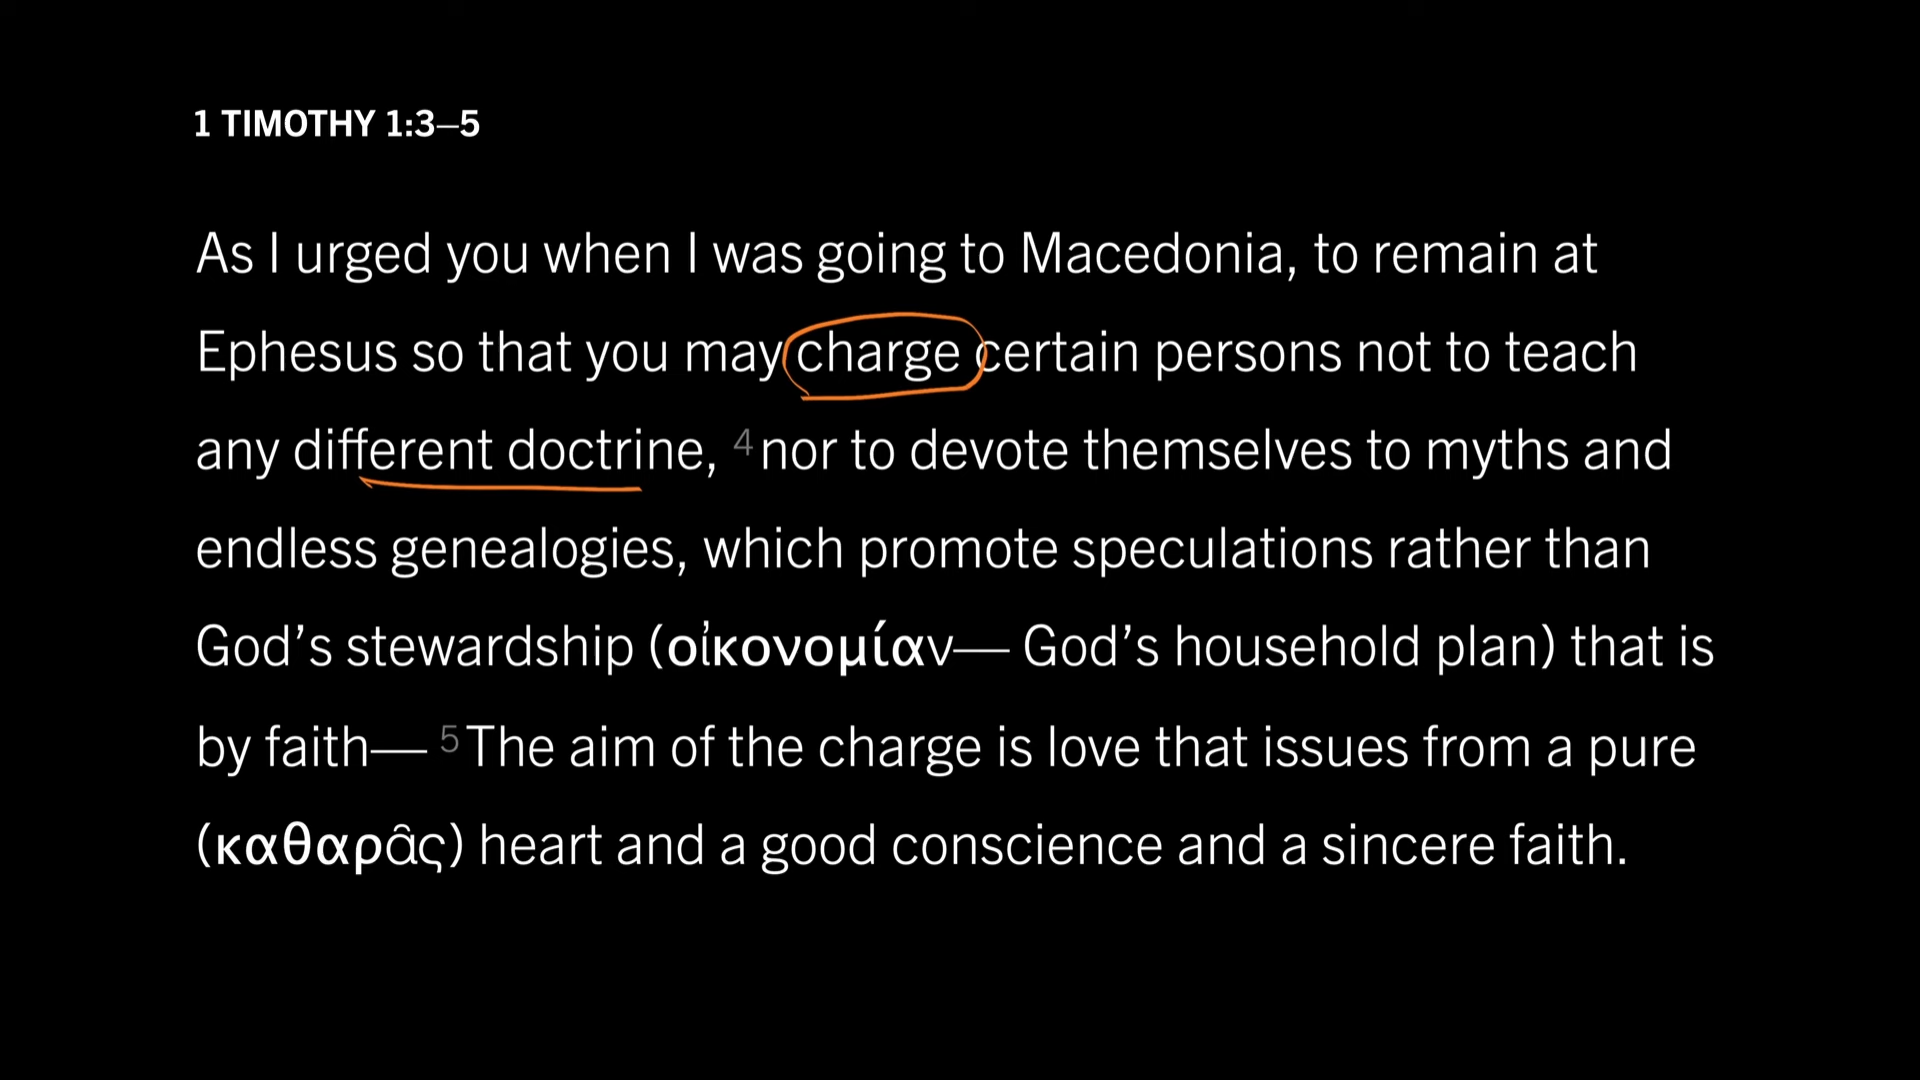 1 TIMOTHY 1:3–5
As I urged you when I was going to Macedonia, to remain at
Ephesus so that you may charge certain persons not to teach
any different doctrine, 4 nor to devote themselves to myths and
endless genealogies, which promote speculations rather than
God’s stewardship (οἰκονομίαν— God’s household plan) that is
by faith— 5 The aim of the charge is love that issues from a pure
(καθαρᾶς) heart and a good conscience and a sincere faith.